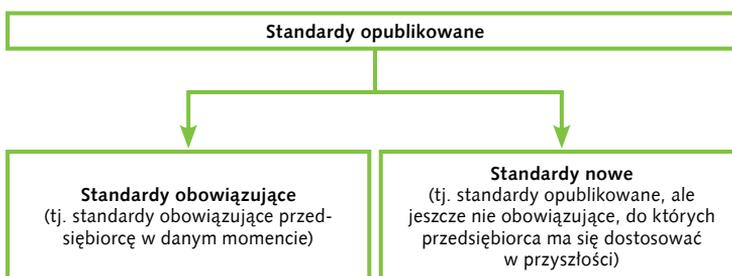 Standardy opublikowane
Standardy obowiązujące
(tj. standardy obowiązujące przed-
siębiorcę w danym momencie)
Standardy nowe
(tj. standardy opublikowane, ale
jeszcze nie obowiązujące, do których
przedsiębiorca ma się dostosować
w przyszłości)